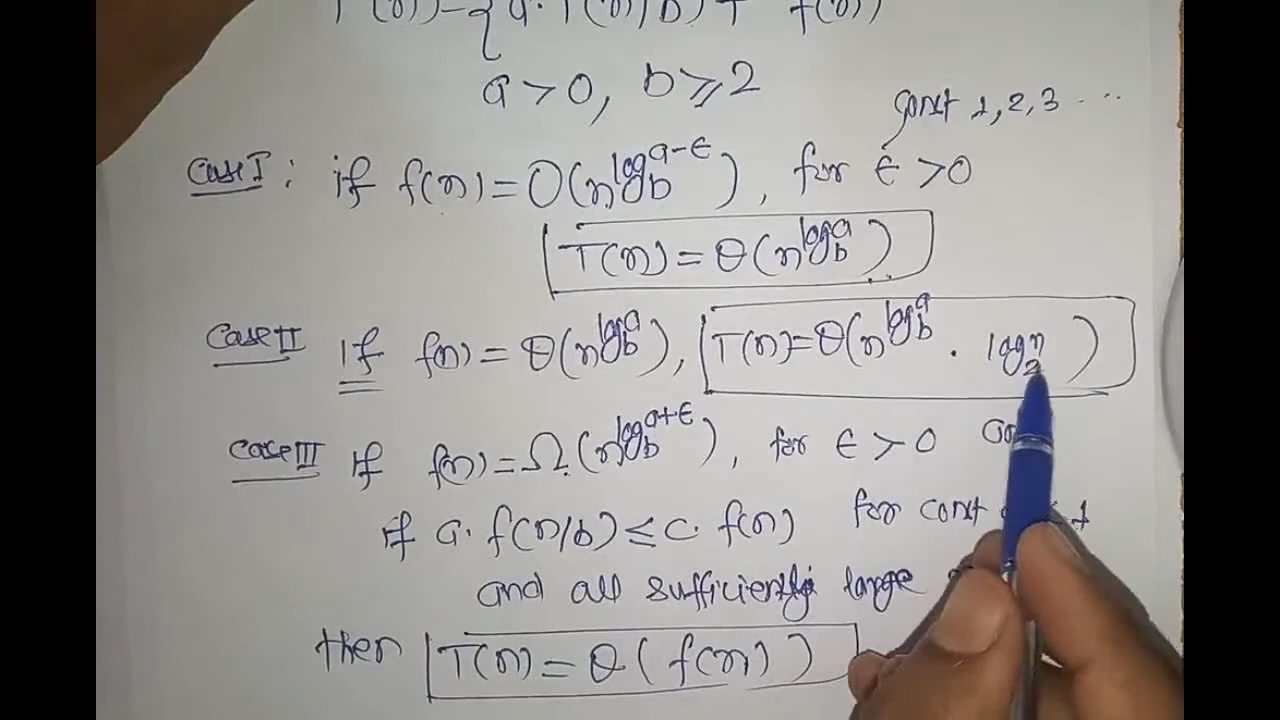 T(n)={a.T(n/b)+ f(n)
a>0, b≥2
const 1,2,3 ...
Case I: if f(n)=O(n^log_b^a-ϵ), for ϵ>0
T(n)=θ(n^log_b^a)
Case II If f(n)=θ(n^log_b^a), T(n)=θ(n^log_b^a . log_2^n)
Case III If f(n)=Ω(n^log_b^a+ϵ), for ϵ>0
if a.f(n/b)≤c.f(n) for const
and all sufficiently large
then T(n)=θ(f(n))